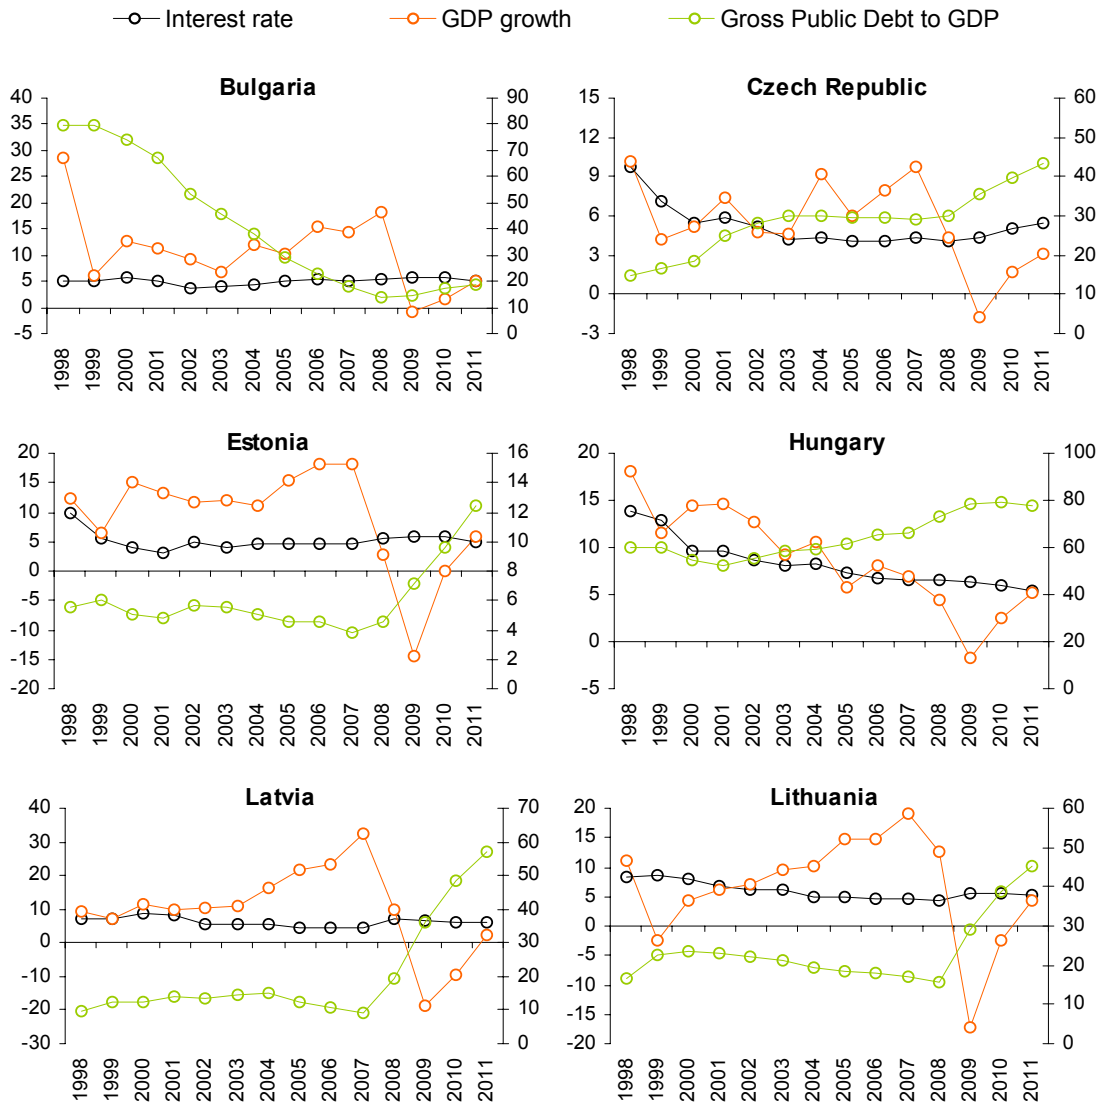 Interest rate GDP growth Gross Public Debt to GDP
Bulgaria
40 35 30 25 20 15 10 5 0 -5
90 80 70 60 50 40 30 20 10 0
1998 1999 2000 2001 2002 2003 2004 2005 2006 2007 2008 2009 2010 2011
Czech Republic
15 12 9 6 3 0 -3
60 50 40 30 20 10 0
1998 1999 2000 2001 2002 2003 2004 2005 2006 2007 2008 2009 2010 2011
Estonia
20 15 10 5 0 -5 -10 -15 -20
16 14 12 10 8 6 4 2 0
1998 1999 2000 2001 2002 2003 2004 2005 2006 2007 2008 2009 2010 2011
Hungary
20 15 10 5 0 -5
100 80 60 40 20 0
1998 1999 2000 2001 2002 2003 2004 2005 2006 2007 2008 2009 2010 2011
Latvia
40 30 20 10 0 -10 -20 -30
70 60 50 40 30 20 10 0
1998 1999 2000 2001 2002 2003 2004 2005 2006 2007 2008 2009 2010 2011
Lithuania
20 15 10 5 0 -5 -10 -15 -20
60 50 40 30 20 10 0
1998 1999 2000 2001 2002 2003 2004 2005 2006 2007 2008 2009 2010 2011